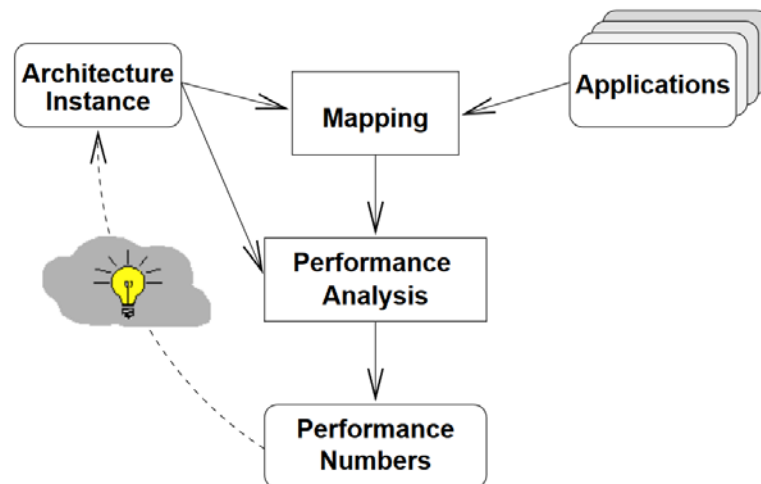 Architecture
Instance
Mapping
Applications
Performance
Analysis
Performance
Numbers